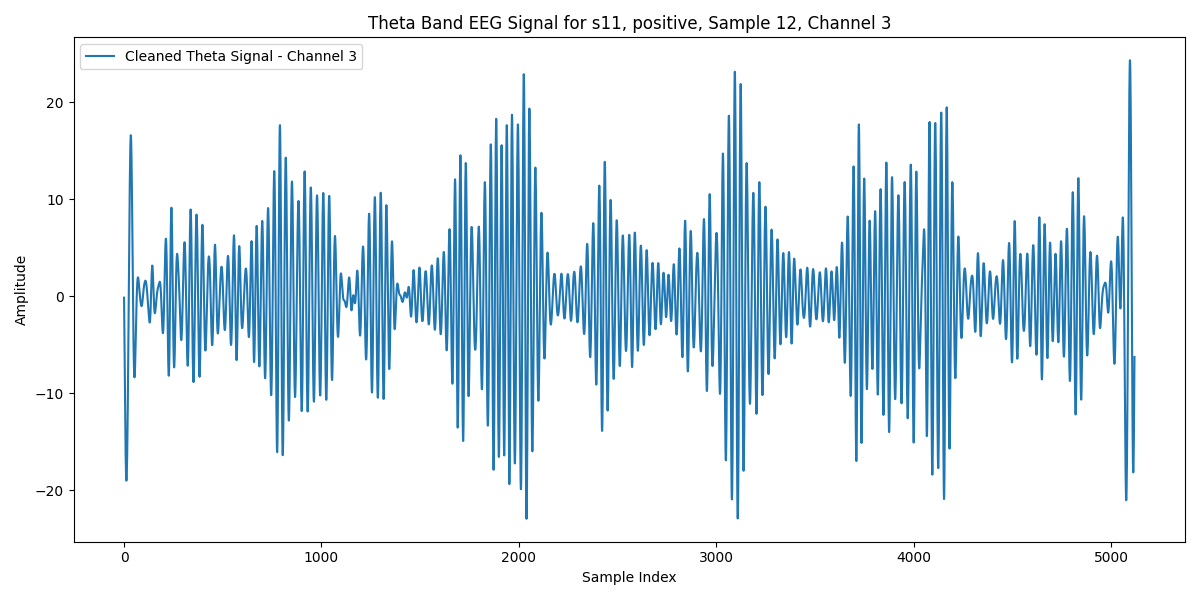 Theta Band EEG Signal for s11, positive, Sample 12, Channel 3
Cleaned Theta Signal - Channel 3
Amplitude
20
10
0
−10
−20
0 1000 2000 3000 4000 5000
Sample Index